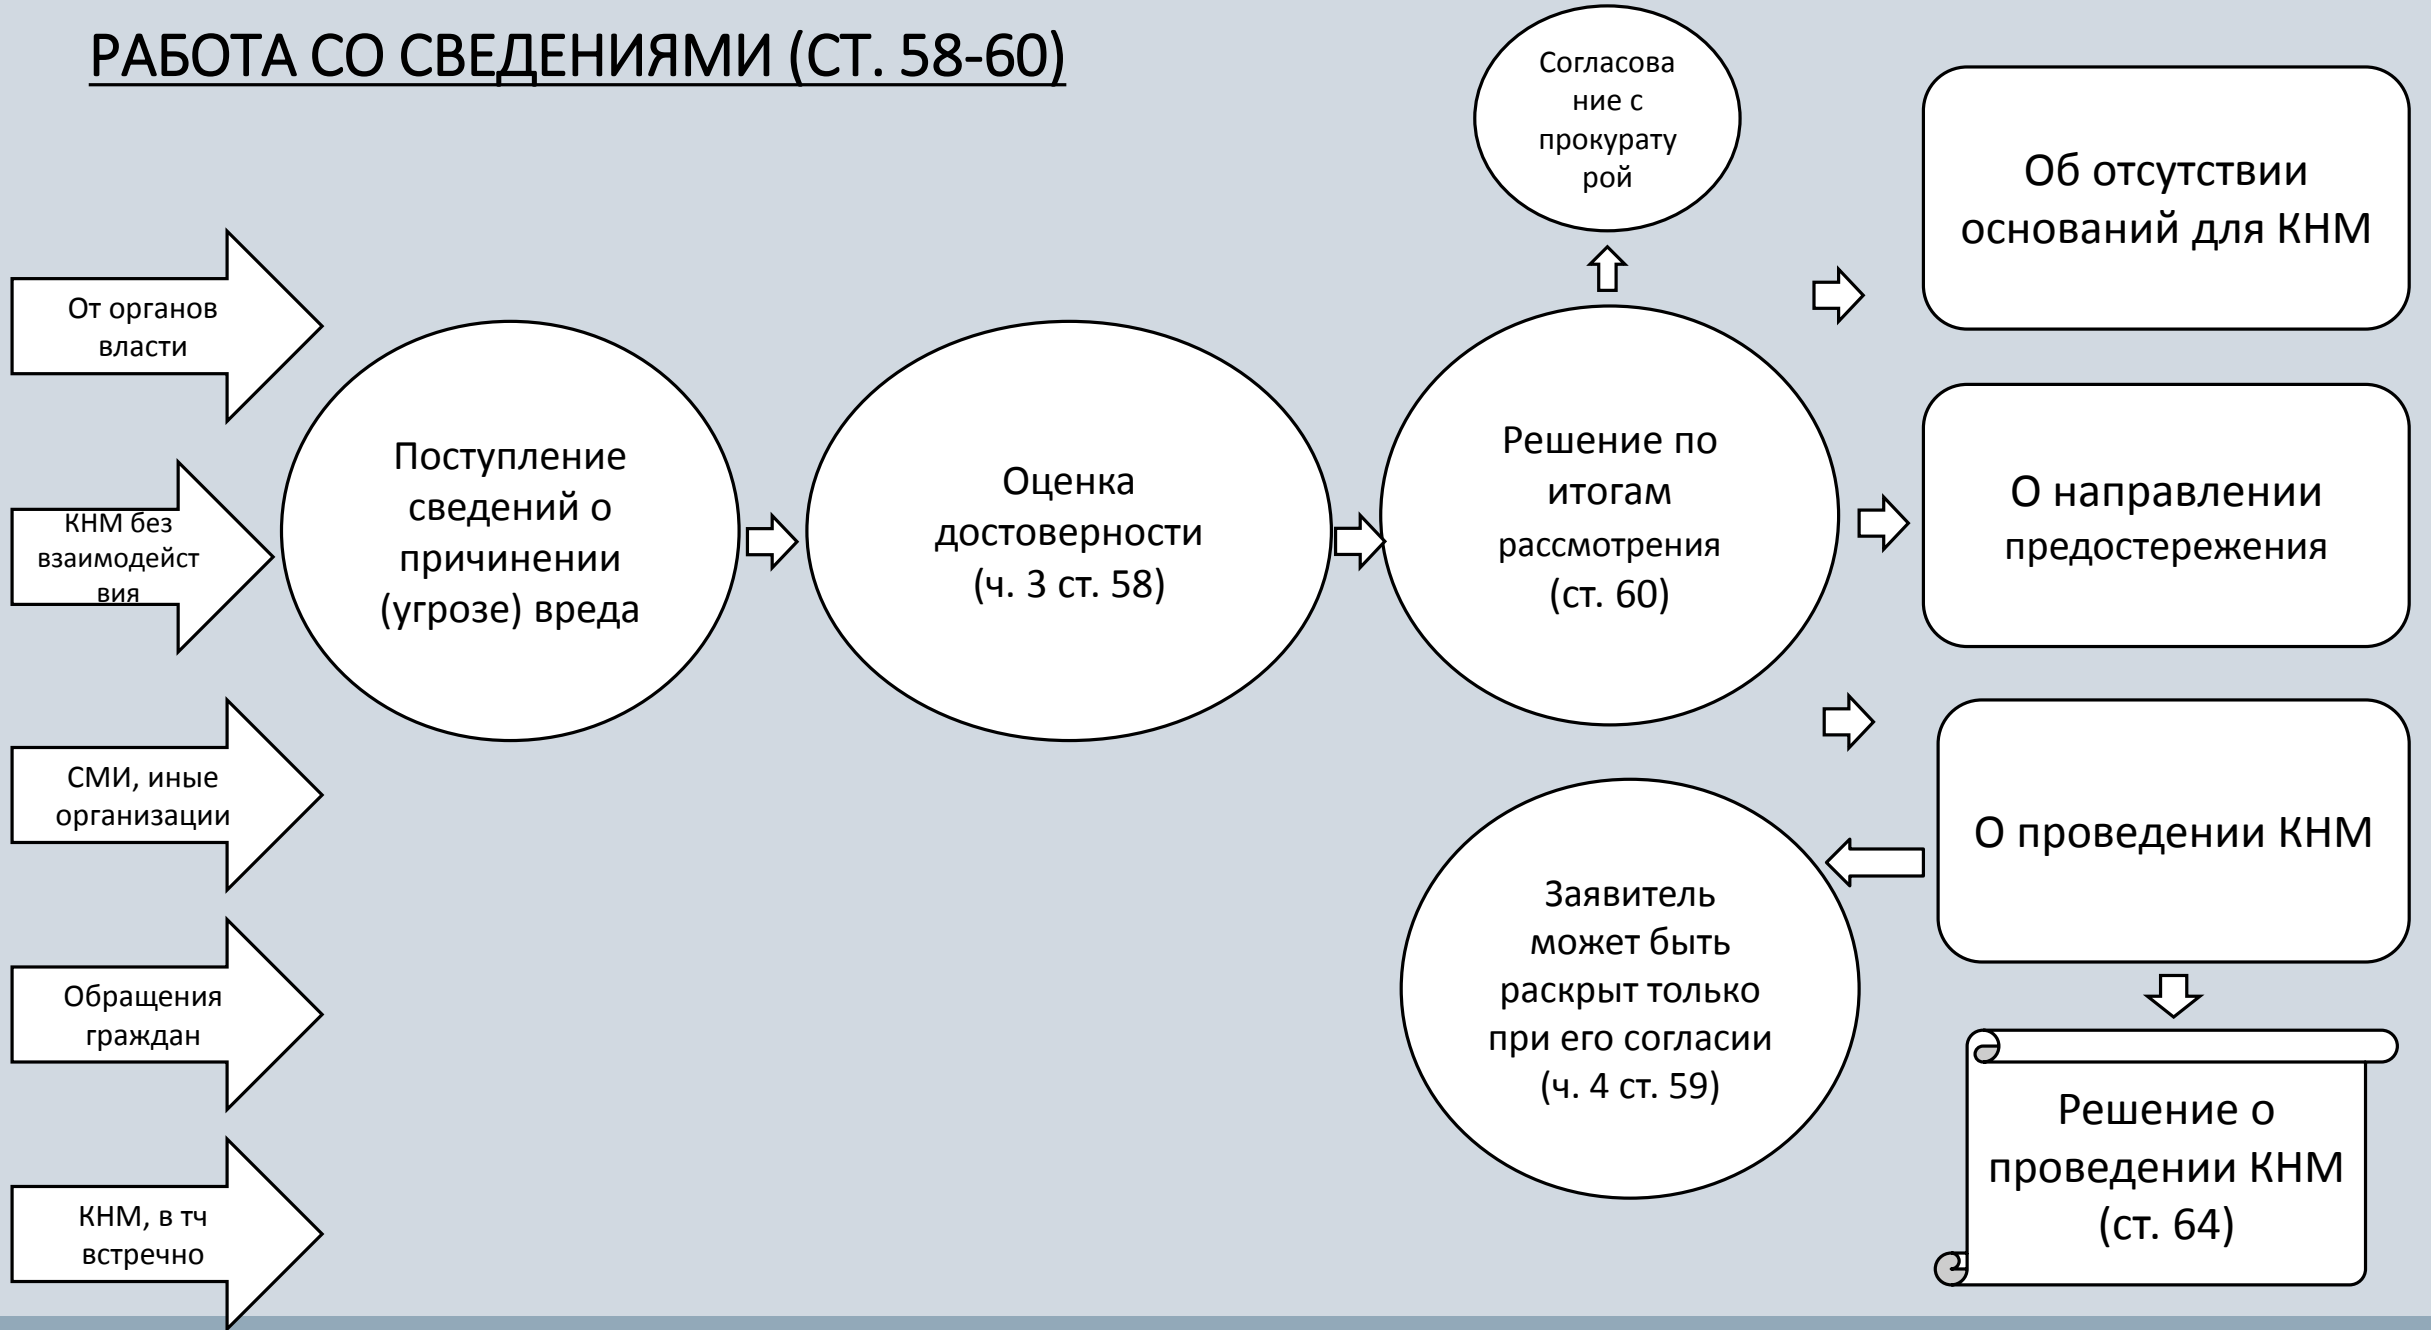 РАБОТА СО СВЕДЕНИЯМИ (СТ. 58-60)
От органов
власти
КНМ без
взаимодейст
вия
СМИ, иные
организации
Обращения
граждан
КНМ, в тч
встречно
Поступление
сведений о
причинении
(угрозе) вреда
Оценка
достоверности
(ч. 3 ст. 58)
Согласова
ние с
прокурату
рой
Решение по
итогам
рассмотрения
(ст. 60)
Об отсутствии
оснований для КНМ
О направлении
предостережения
О проведении КНМ
Заявитель
может быть
раскрыт только
при его согласии
(ч. 4 ст. 59)
Решение о
проведении КНМ
(ст. 64)